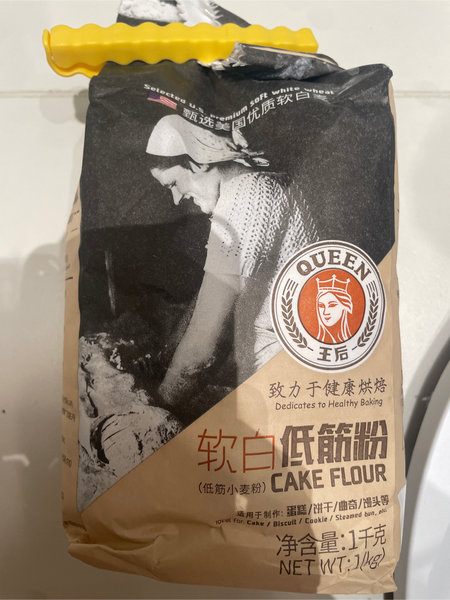 Selected U.S. premium soft white wheat
甄选美国优质软白麦
QUEEN
王后
致力于健康烘焙
Dedicates to Healthy Baking
软白低筋粉
(低筋小麦粉) CAKE FLOUR
适用于制作: 蛋糕/饼干/曲奇/馒头等
Ideal for: Cake / Biscuit / Cookie / Steamed bun, etc.
净含量:1千克
NET WT: 1(kg)